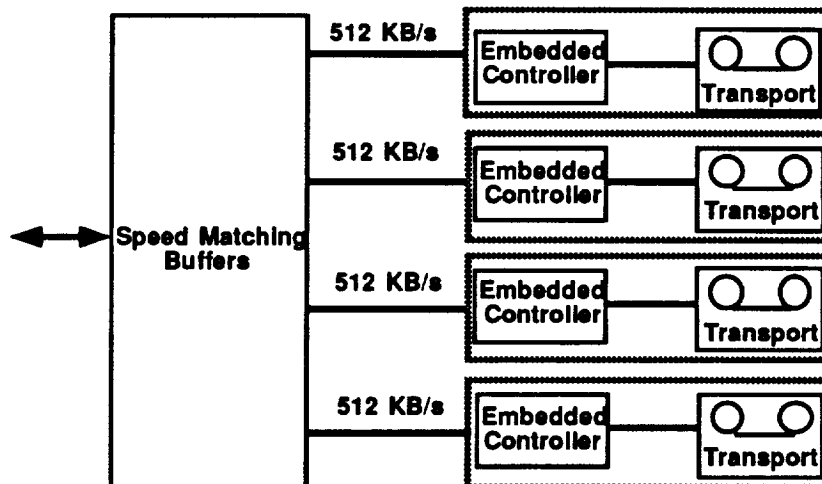 512 KB/s
Embedded
Controller
Transport
512 KB/s
Embedded
Controller
Transport
Speed Matching
Buffers
512 KB/s
Embedded
Controller
Transport
512 KB/s
Embedded
Controller
Transport